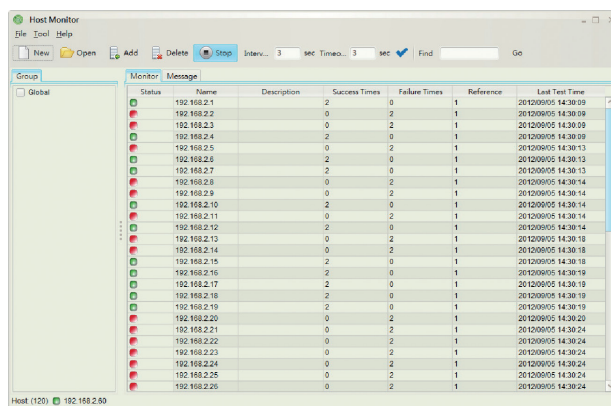 Host Monitor
File Tool Help
New Open Add Delete Stop Interv... 3 sec Timeo... 3 sec Find Go
Group Monitor Message
Global
Status Name Description Success Times Failure Times Reference Last Test Time
192.168.2.1 2 0 1 2012/09/05 14:30:09
192.168.2.2 0 2 1 2012/09/05 14:30:09
192.168.2.3 0 2 1 2012/09/05 14:30:09
192.168.2.4 2 0 1 2012/09/05 14:30:09
192.168.2.5 0 2 1 2012/09/05 14:30:13
192.168.2.6 2 0 1 2012/09/05 14:30:13
192.168.2.7 2 0 1 2012/09/05 14:30:13
192.168.2.8 0 2 1 2012/09/05 14:30:14
192.168.2.9 0 2 1 2012/09/05 14:30:14
192.168.2.10 2 0 1 2012/09/05 14:30:14
192.168.2.11 0 2 1 2012/09/05 14:30:14
192.168.2.12 2 0 1 2012/09/05 14:30:14
192.168.2.13 0 2 1 2012/09/05 14:30:18
192.168.2.14 0 2 1 2012/09/05 14:30:18
192.168.2.15 2 0 1 2012/09/05 14:30:18
192.168.2.16 2 0 1 2012/09/05 14:30:19
192.168.2.17 2 0 1 2012/09/05 14:30:19
192.168.2.18 2 0 1 2012/09/05 14:30:19
192.168.2.19 2 0 1 2012/09/05 14:30:19
192.168.2.20 0 2 1 2012/09/05 14:30:20
192.168.2.21 0 2 1 2012/09/05 14:30:24
192.168.2.22 0 2 1 2012/09/05 14:30:24
192.168.2.23 0 2 1 2012/09/05 14:30:24
192.168.2.24 0 2 1 2012/09/05 14:30:24
192.168.2.25 0 2 1 2012/09/05 14:30:24
192.168.2.26 0 2 1 2012/09/05 14:30:24
Host: (120) 192.168.2.60